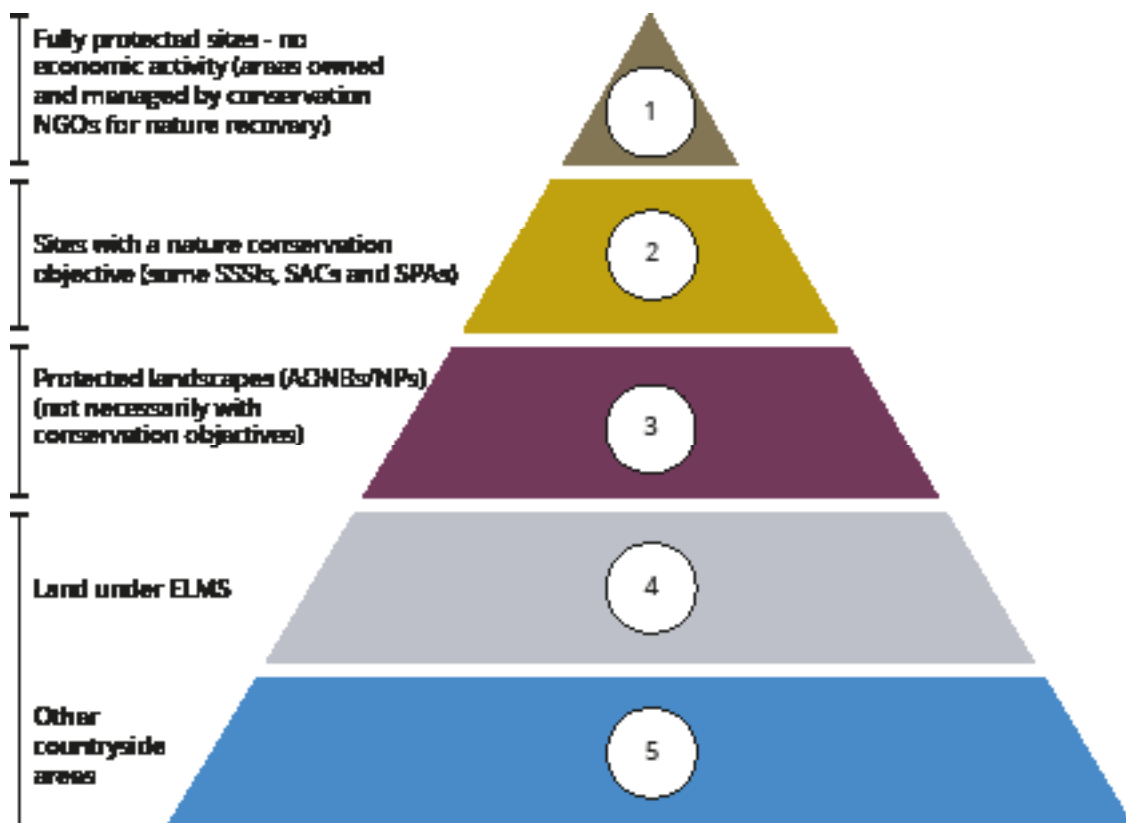 Fully protected sites - no
economic activity (areas owned
and managed by conservation
NGOs for nature recovery)
1
Sites with a nature conservation
objective (some SSSIs, SACs and SPAs)
2
Protected landscapes (AONBs/NPs)
(not necessarily with
conservation objectives)
3
Land under ELMS
4
Other
countryside
areas
5